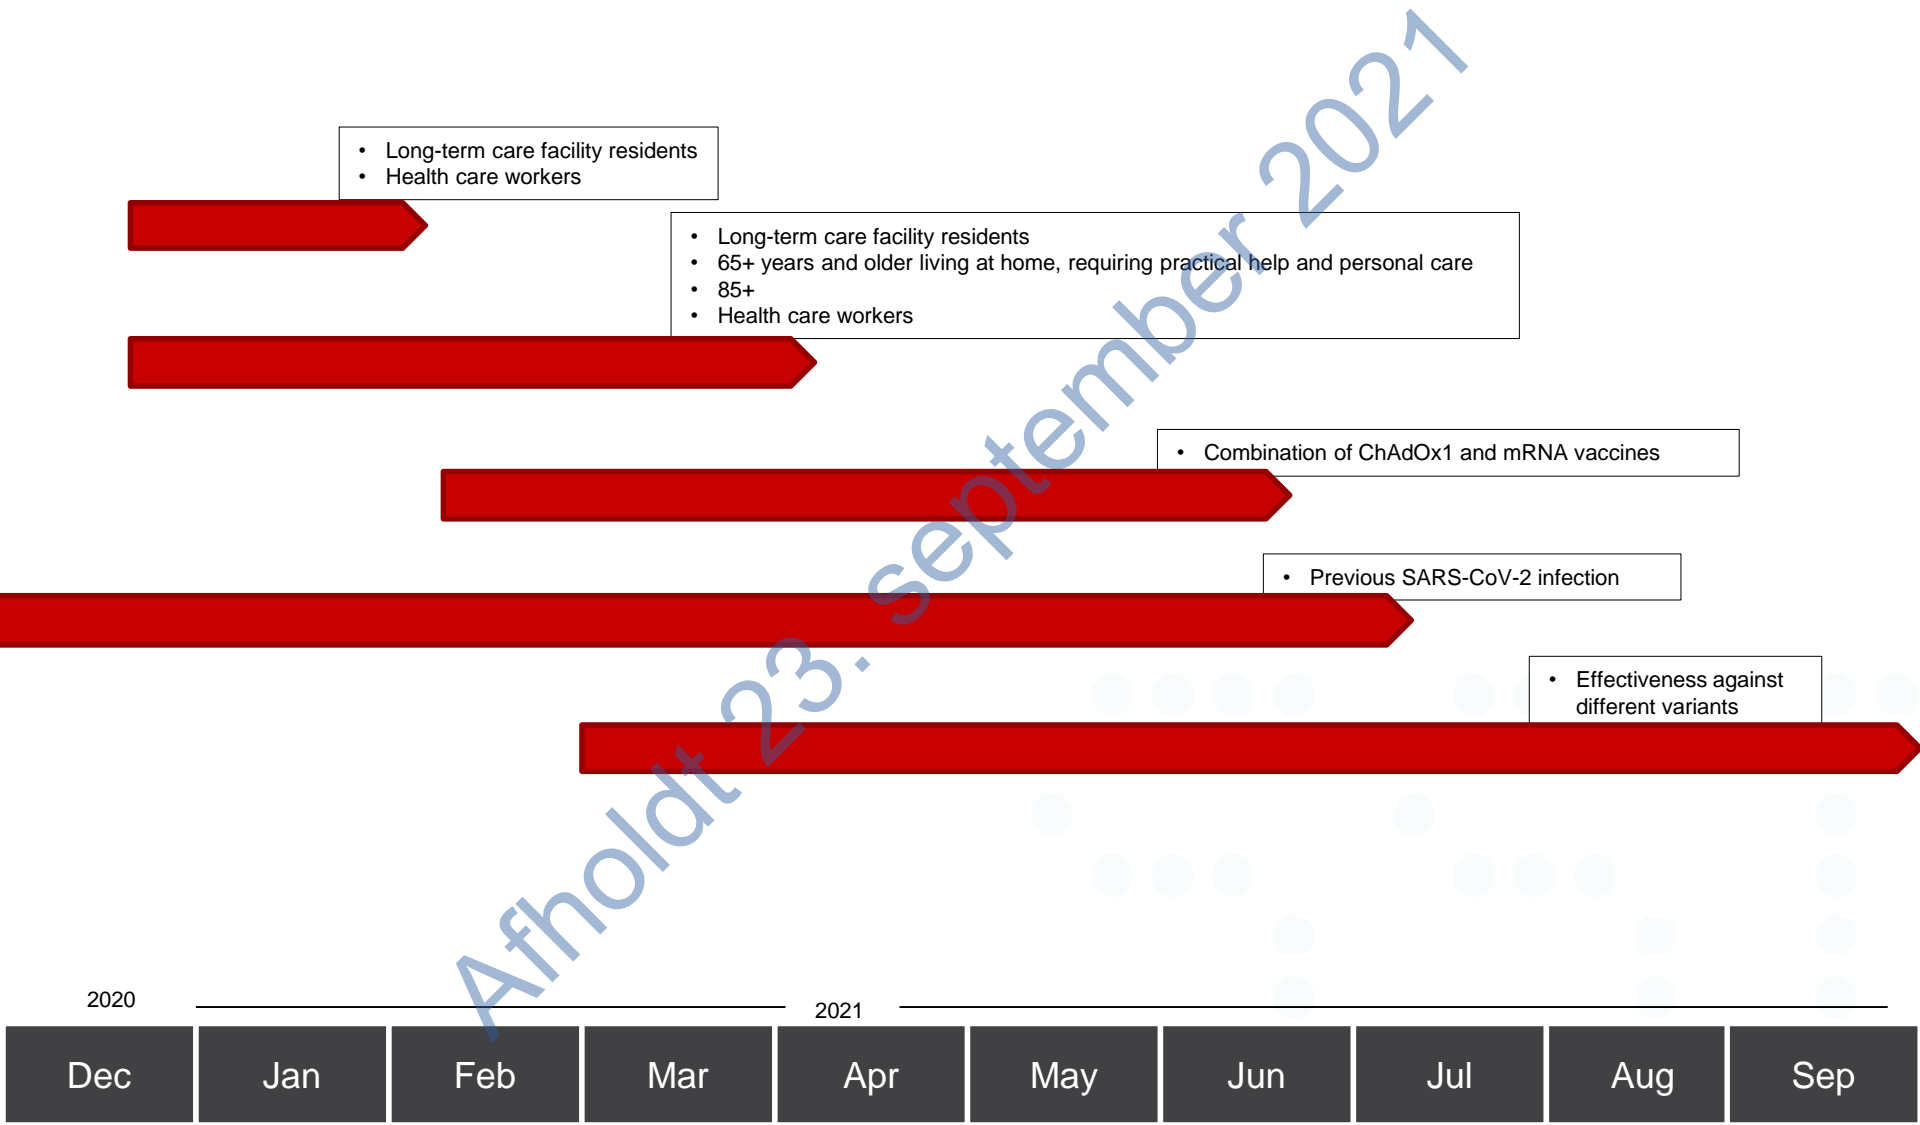 • Long-term care facility residents
• Health care workers
• Long-term care facility residents
• 65+ years and older living at home, requiring practical help and personal care
• 85+
• Health care workers
• Combination of ChAdOx1 and mRNA vaccines
• Previous SARS-CoV-2 infection
• Effectiveness against
different variants
Afholdt 23. september 2021
2020
2021
Dec Jan Feb Mar Apr May Jun Jul Aug Sep